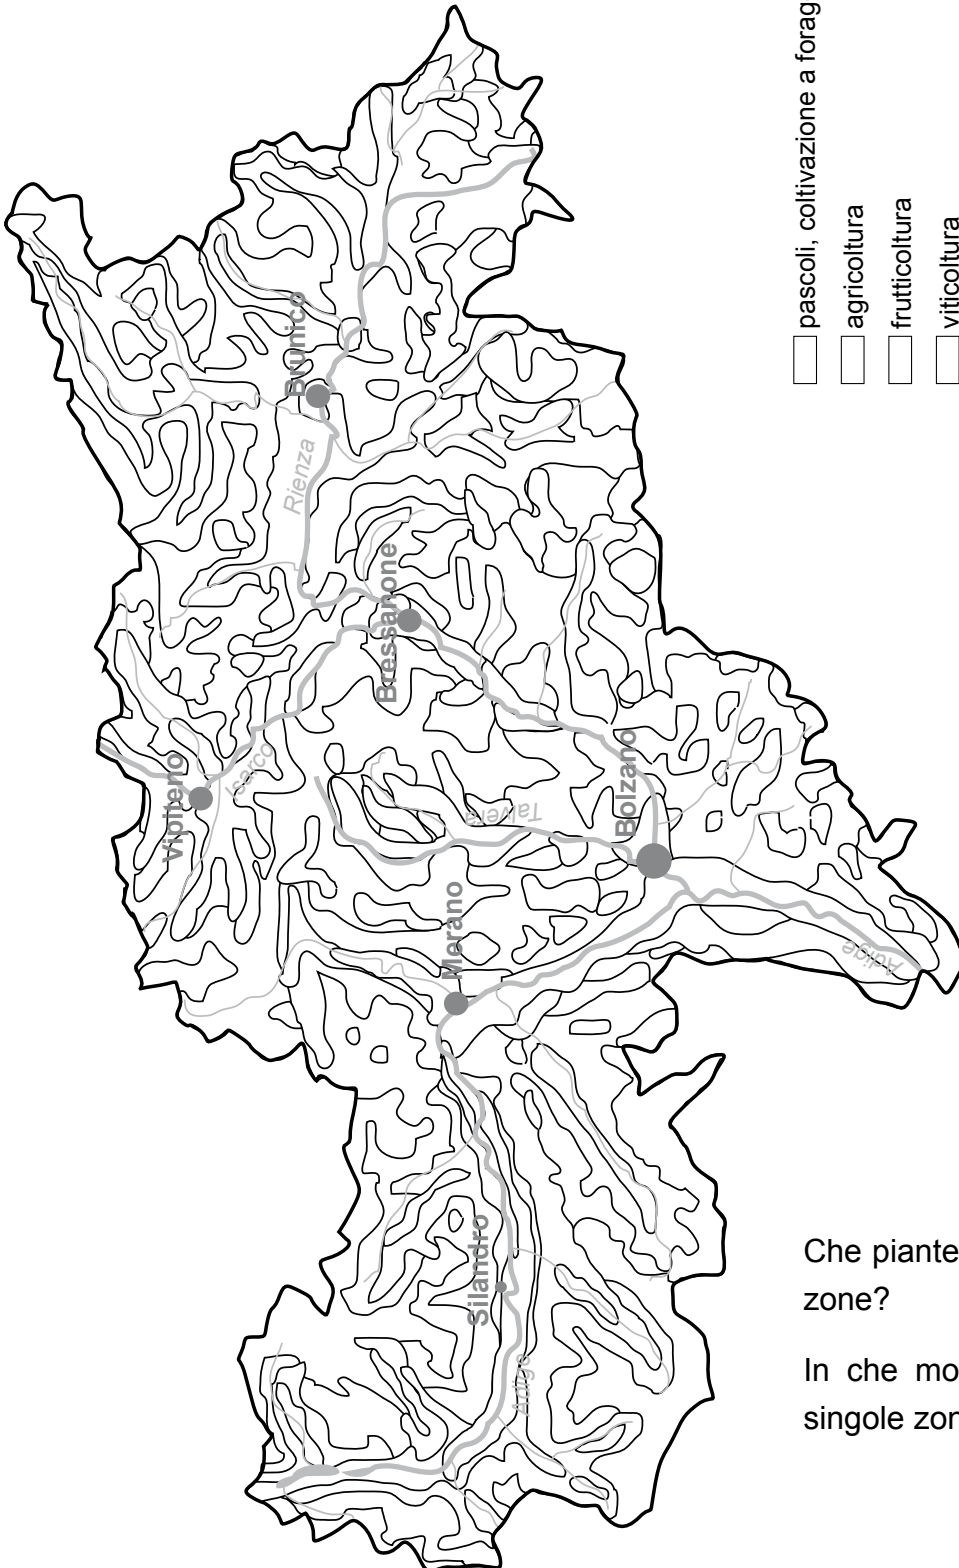 pascoli, coltivazione a forag
agricoltura
frutticoltura
viticoltura
Brunico
Rienza
Bressanone
Vipiteno
Isarco
Talvera
Bolzano
Merano
Adige
Silandro
Adige
Che piante
zone?
In che mo
singole zon